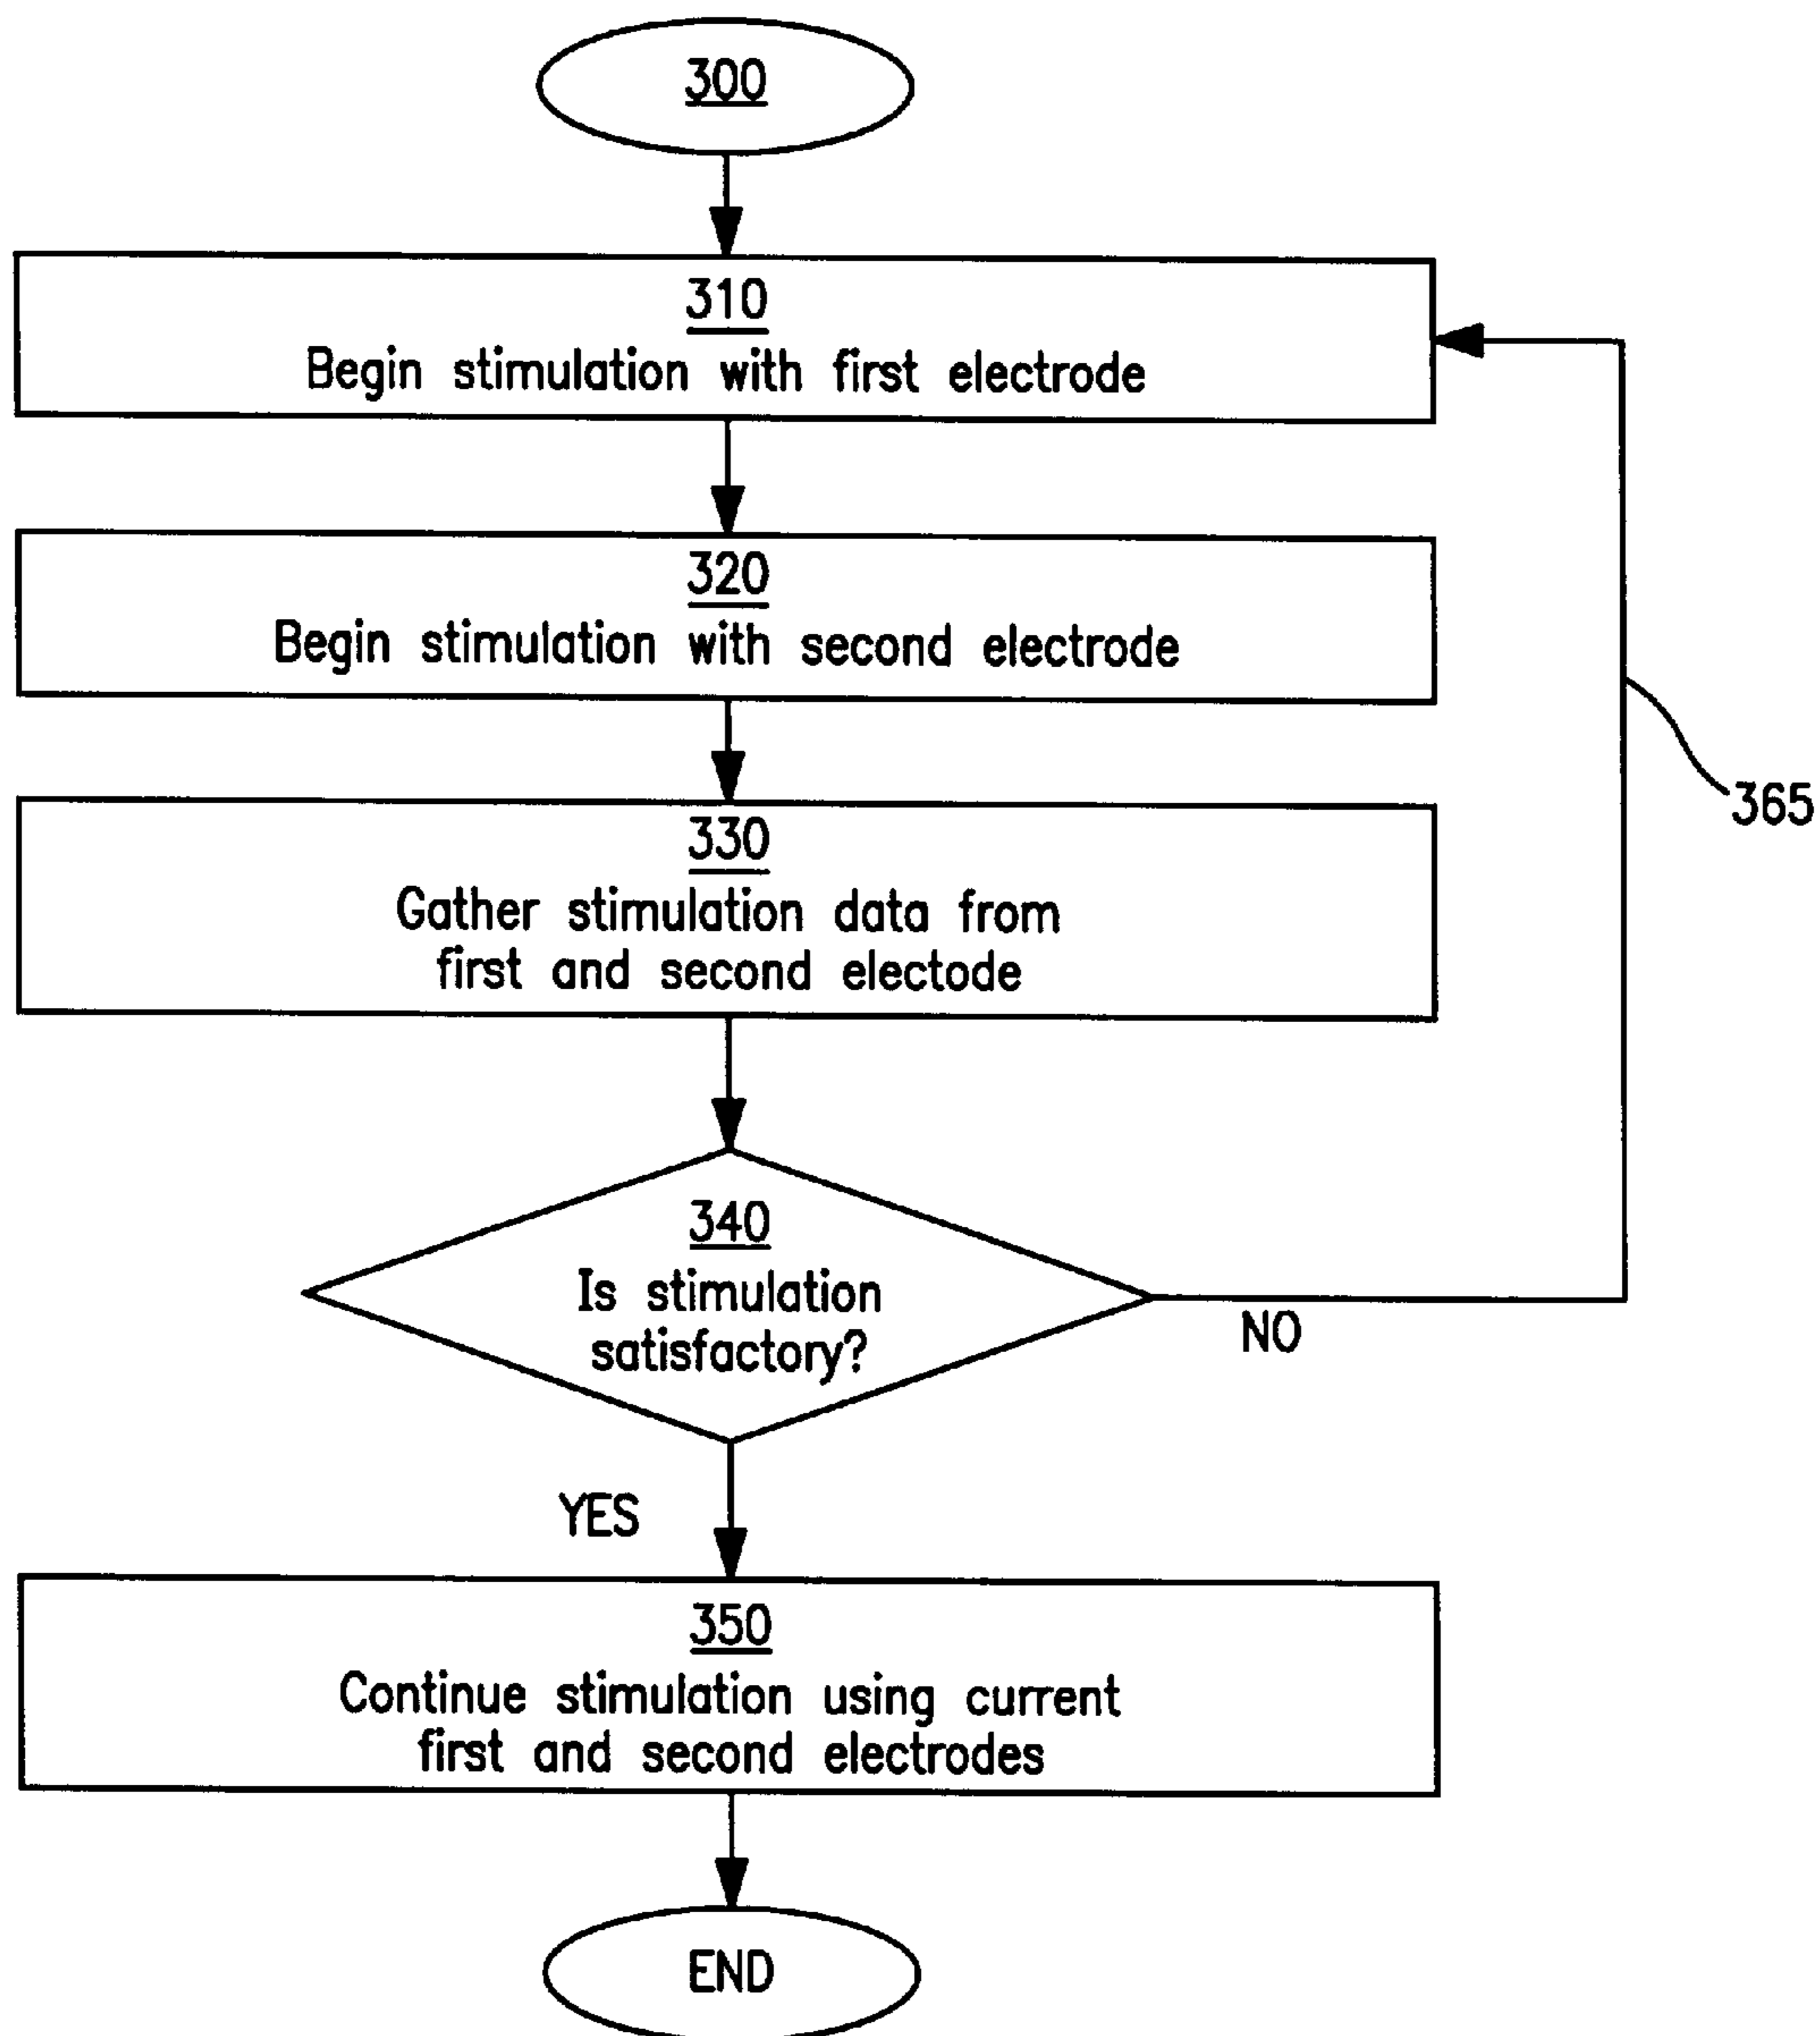 300
310
Begin stimulation with first electrode
320
Begin stimulation with second electrode
365
330
Gather stimulation data from
first and second electode
340
Is stimulation
satisfactory?
NO
YES
350
Continue stimulation using current
first and second electrodes
END